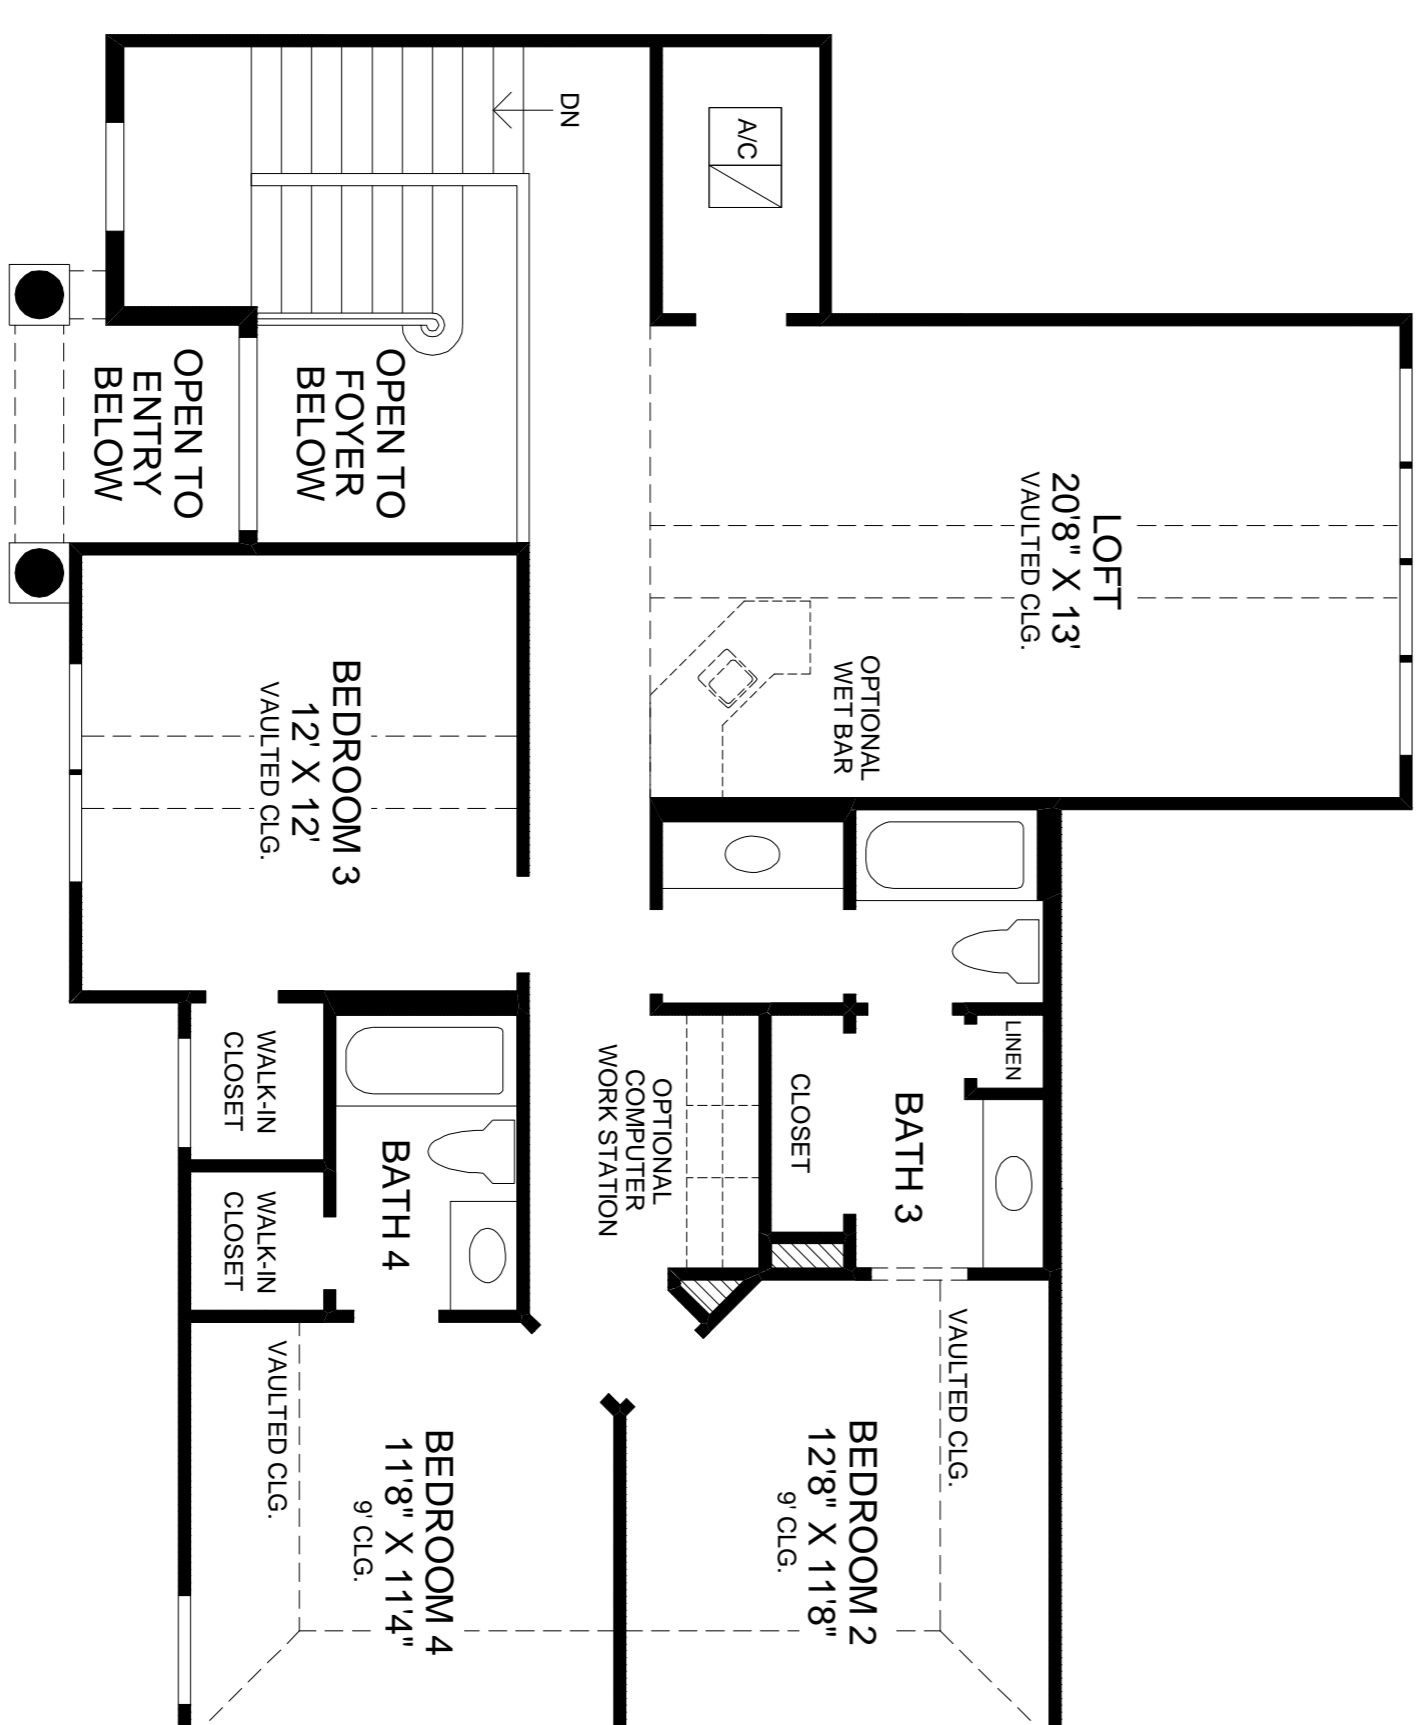 DN
A/C
OPEN TO
FOYER
BELOW
OPEN TO
ENTRY
BELOW
LOFT
20'8" X 13'
VAULTED CLG.
OPTIONAL
WET BAR
BEDROOM 3
12' X 12'
VAULTED CLG.
WALK-IN
CLOSET
WALK-IN
CLOSET
BATH 4
OPTIONAL
COMPUTER
WORK STATION
CLOSET
LINEN
BATH 3
VAULTED CLG.
BEDROOM 2
12'8" X 11'8"
9' CLG.
BEDROOM 4
11'8" X 11'4"
9' CLG.
VAULTED CLG.